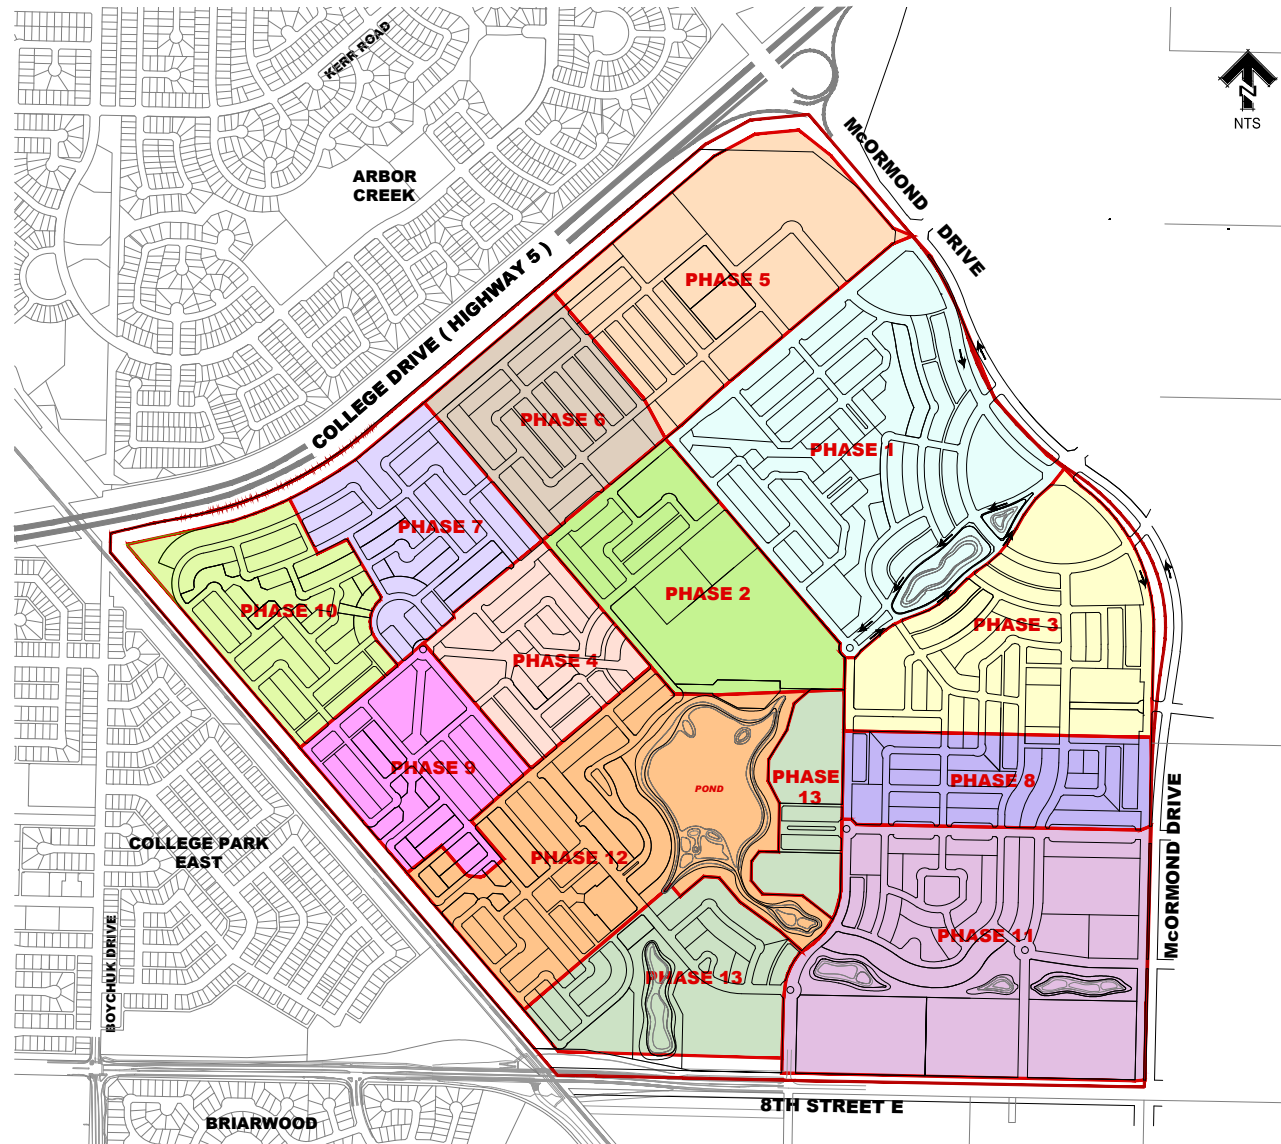 KERR ROAD
NTS
McORMOND
DRIVE
ARBOR
CREEK
COLLEGE DRIVE ( HIGHWAY 5 )
PHASE 5
PHASE 6
PHASE 1
PHASE 7
PHASE 2
PHASE 10
PHASE 3
PHASE 4
PHASE 9
PHASE
13
PHASE 8
POND
McORMOND DRIVE
COLLEGE PARK
EAST
PHASE 12
PHASE 11
BOYCHUK DRIVE
PHASE 13
8TH STREET E
BRIARWOOD